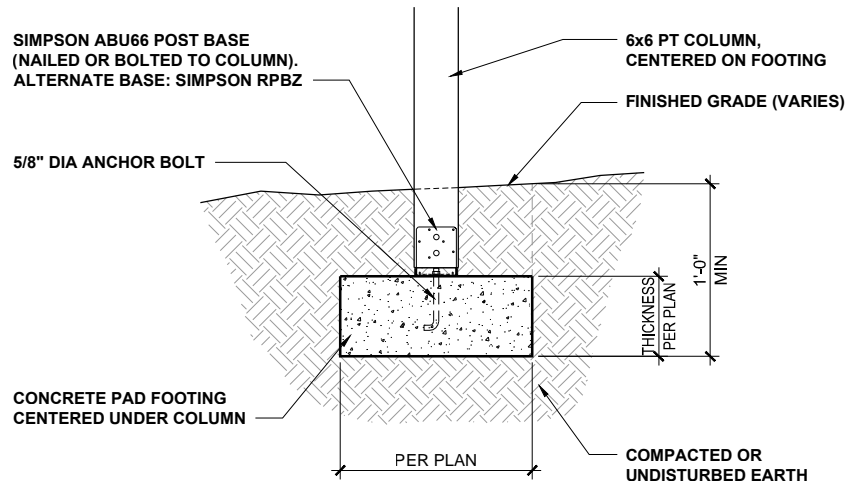 SIMPSON ABU66 POST BASE
(NAILED OR BOLTED TO COLUMN).
ALTERNATE BASE: SIMPSON RPBZ
5/8" DIA ANCHOR BOLT
CONCRETE PAD FOOTING
CENTERED UNDER COLUMN
6x6 PT COLUMN,
CENTERED ON FOOTING
FINISHED GRADE (VARIES)
1'-0"
MIN
THICKNESS
PER PLAN
PER PLAN
COMPACTED OR
UNDISTURBED EARTH